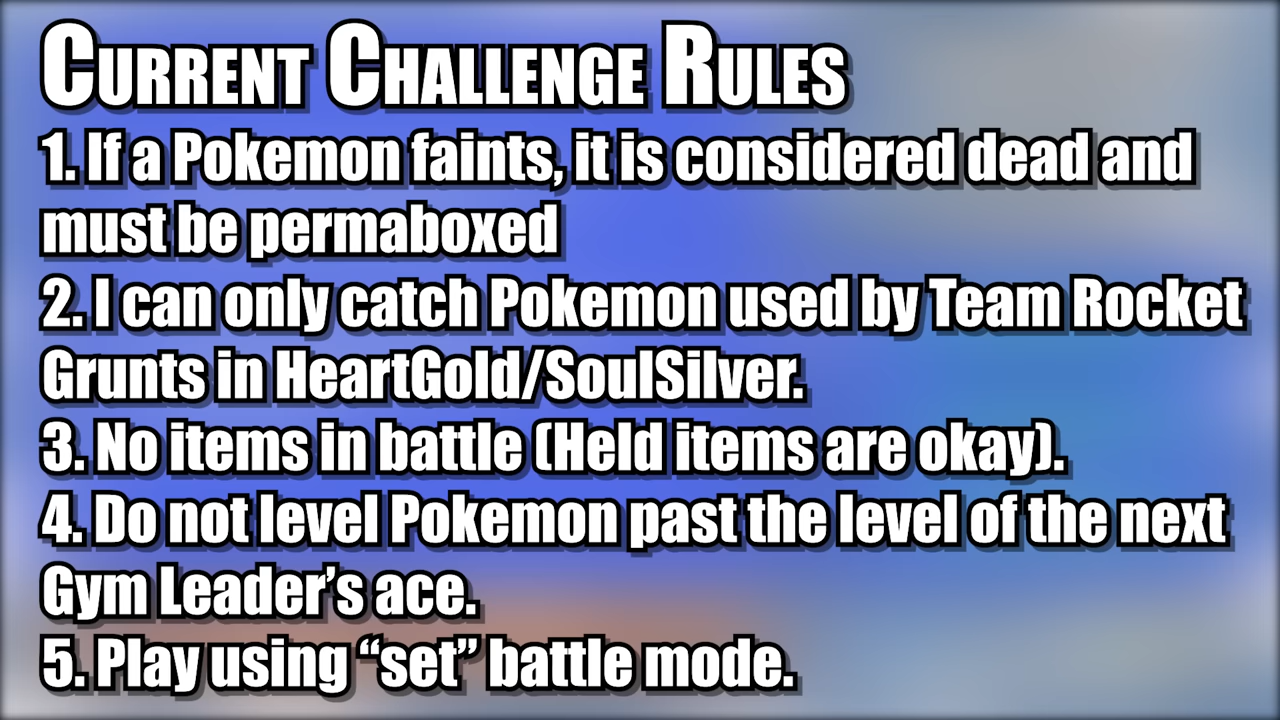 Current Challenge Rules
1. If a Pokemon faints, it is considered dead and
must be permaboxed
2. I can only catch Pokemon used by Team Rocket
Grunts in HeartGold/SoulSilver.
3. No items in battle (Held items are okay).
4. Do not level Pokemon past the level of the next
Gym Leader’s ace.
5. Play using “set” battle mode.